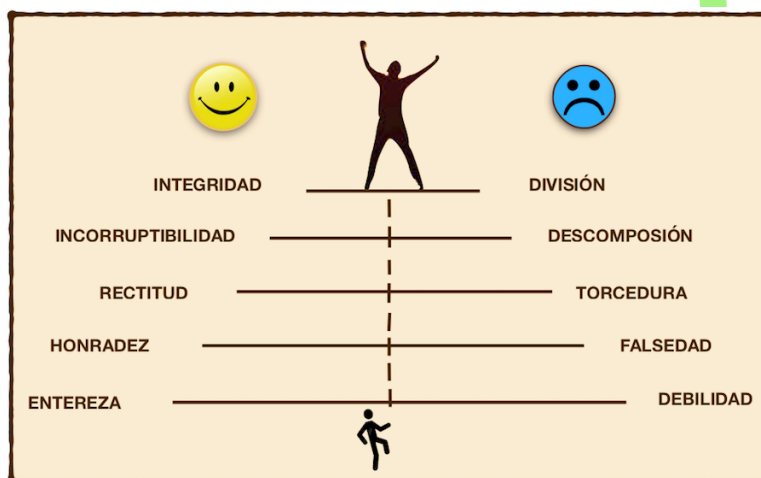 INTEGRIDAD DIVISIÓN
INCORRUPTIBILIDAD DESCOMPOSIÓN
RECTITUD TORCEDURA
HONRADEZ FALSEDAD
ENTEREZA DEBILIDAD